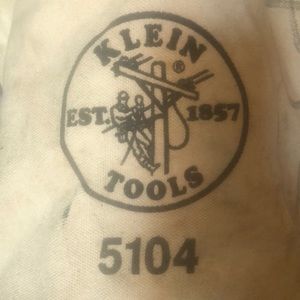 KLEIN
®
EST. 1857
TOOLS
5104